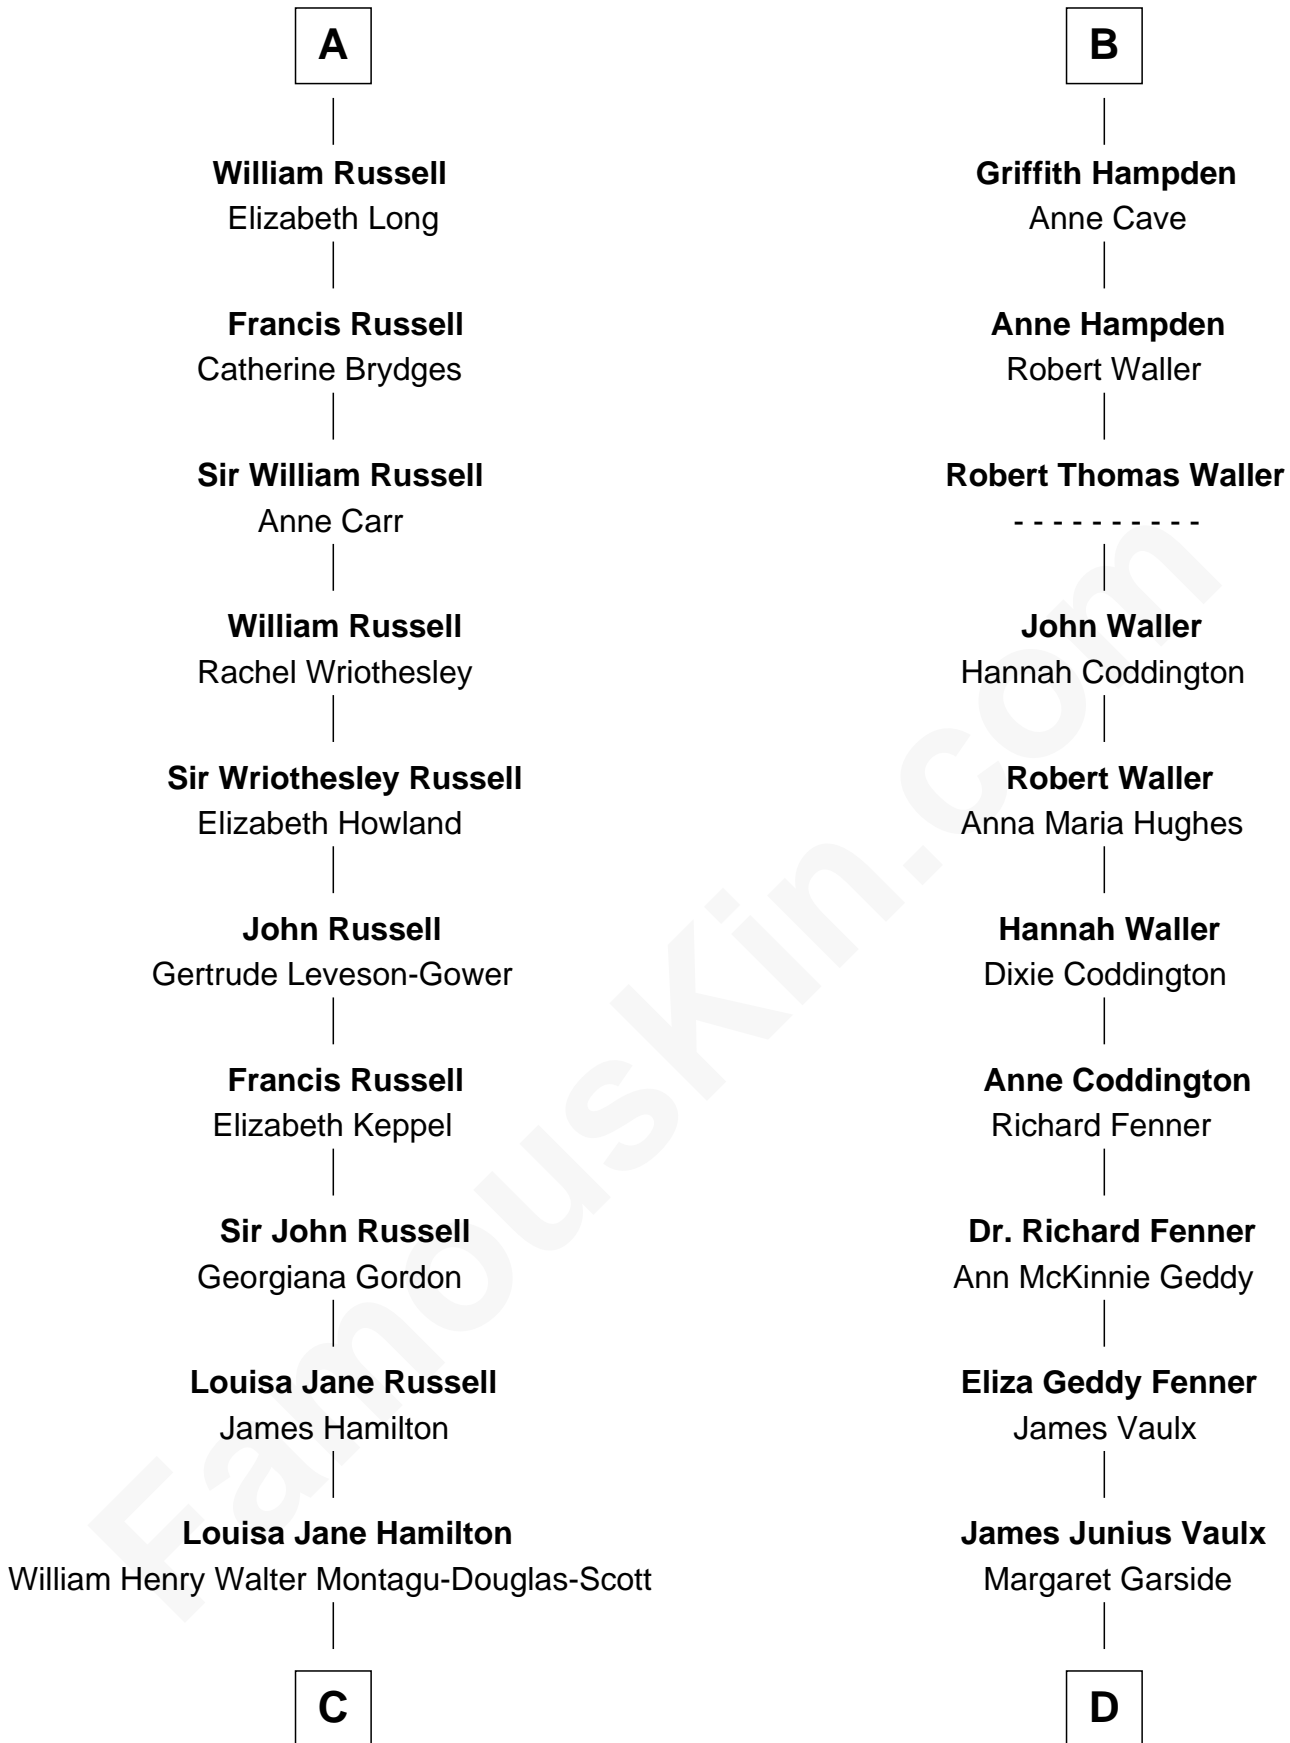 A
William Russell
Elizabeth Long
Francis Russell
Catherine Brydges
Sir William Russell
Anne Carr
William Russell
Rachel Wriothesley
Sir Wriothesley Russell
Elizabeth Howland
John Russell
Gertrude Leveson-Gower
Francis Russell
Elizabeth Keppel
Sir John Russell
Georgiana Gordon
Louisa Jane Russell
James Hamilton
Louisa Jane Hamilton
William Henry Walter Montagu-Douglas-Scott
C
B
Griffith Hampden
Anne Cave
Anne Hampden
Robert Waller
Robert Thomas Waller
- - - - - - - - - -
John Waller
Hannah Coddington
Robert Waller
Anna Maria Hughes
Hannah Waller
Dixie Coddington
Anne Coddington
Richard Fenner
Dr. Richard Fenner
Ann McKinnie Geddy
Eliza Geddy Fenner
James Vaulx
James Junius Vaulx
Margaret Garside
D
FamousKin.com